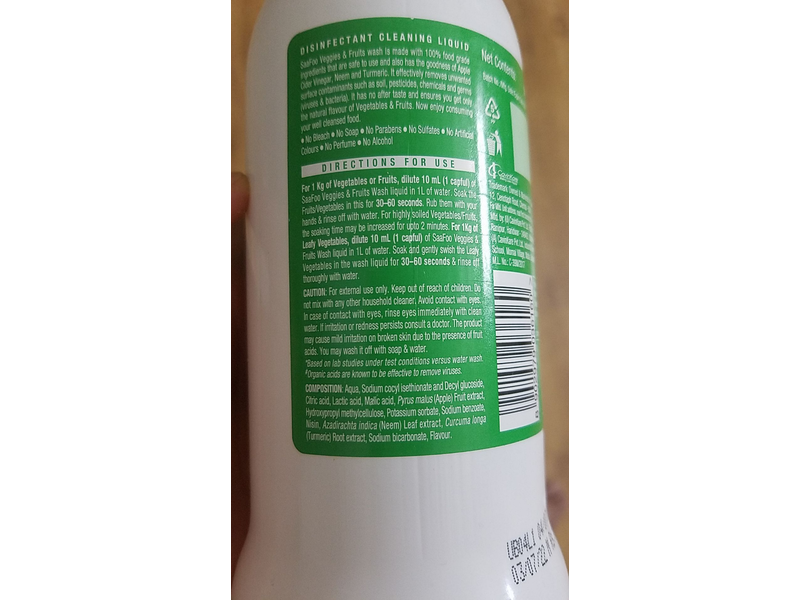 DISINFECTANT CLEANING LIQUID
SaaFoo Veggies & Fruits wash is made with 100% food grade
ingredients that are safe to use and also has the goodness of Apple
Cider Vinegar, Neem and Turmeric. It effectively removes unwanted
surface contaminants such as soil, pesticides, chemicals and germs
(viruses & bacteria). It has no after taste and ensures you get only
the natural flavour of Vegetables & Fruits. Now enjoy consuming
your well cleansed food.
• No Bleach • No Soap • No Parabens • No Sulfates • No Artificial
Colours • No Perfume • No Alcohol
DIRECTIONS FOR USE
For 1 Kg of Vegetables or Fruits, dilute 10 mL (1 capful) of
SaaFoo Veggies & Fruits Wash liquid in 1L of water. Soak the
Fruits/Vegetables in this for 30–60 seconds. Rub them with your
hands & rinse off with water. For highly soiled Vegetables/Fruits,
the soaking time may be increased for upto 2 minutes. For 1Kg of
Leafy Vegetables, dilute 10 mL (1 capful) of SaaFoo Veggies &
Fruits Wash liquid in 1L of water. Soak and gently swish the Leafy
Vegetables in the wash liquid for 30–60 seconds & rinse off
thoroughly with water.
CAUTION: For external use only. Keep out of reach of children. Do
not mix with any other household cleaner. Avoid contact with eyes.
In case of contact with eyes, rinse eyes immediately with clean
water. If irritation or redness persists consult a doctor. The product
may cause mild irritation on broken skin due to the presence of fruit
acids. You may wash it off with soap & water.
*Based on lab studies under test conditions versus water wash.
#Organic acids are known to be effective to remove viruses.
COMPOSITION: Aqua, Sodium cocyl isethionate and Decyl glucoside,
Citric acid, Lactic acid, Malic acid, Pyrus malus (Apple) Fruit extract,
Hydroxypropyl methylcellulose, Potassium sorbate, Sodium benzoate,
Nisin, Azadirachta indica (Neem) Leaf extract, Curcuma longa
(Turmeric) Root extract, Sodium bicarbonate, Flavour.
Net Contents
Batch No.
PP
CavinKare
Trademark Owned &
UB04L1 04
03/07/22